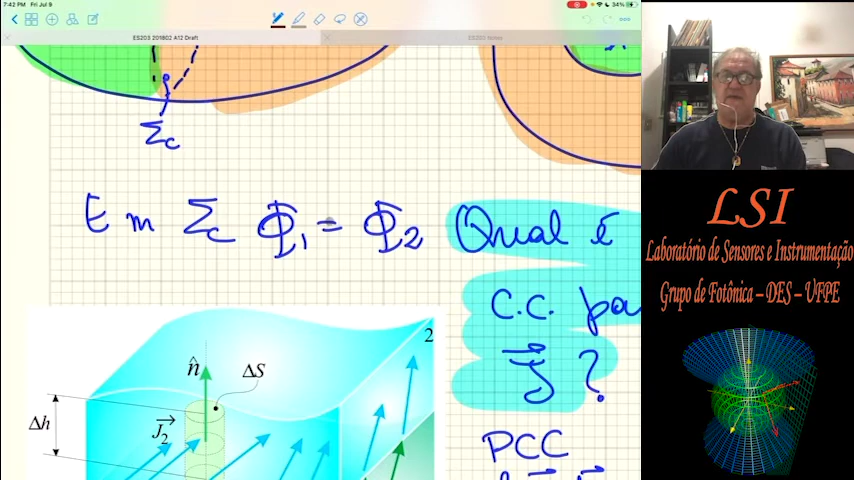 7:42 PM Fri Jul 9
34%
ES203 201802 A12 Draft
ES203 Notes
Σc
Em Σc Φ1 = Φ2 Qual é
C.C. pa
J ?
2
n̂
ΔS
Δh
J2
PCC
LSI
Laboratório de Sensores e Instrumentação
Grupo de Fotônica – DES – UFPE